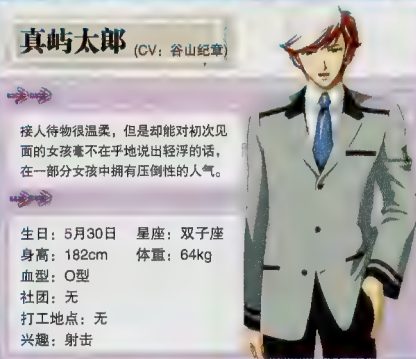 真屿太郎 (CV：谷山纪章)
接人待物很温柔，但是却能对初次见
面的女孩毫不在乎地说出轻浮的话，
在一部分女孩中拥有压倒性的人气。
生日：5月30日 星座：双子座
身高：182cm 体重：64kg
血型：O型
社团：无
打工地点：无
兴趣：射击